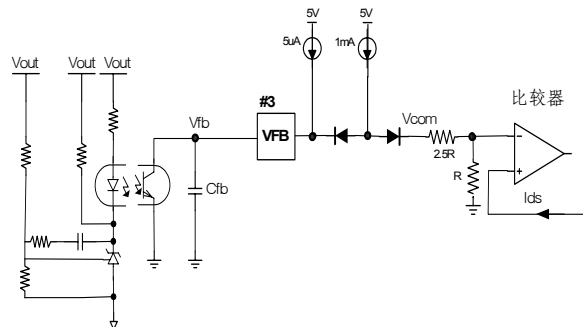 5V 5V
5uA 1mA
Vout Vout Vout
#3
Vfb VFB Vcom 比较器
2.5R
R
Cfb Ids